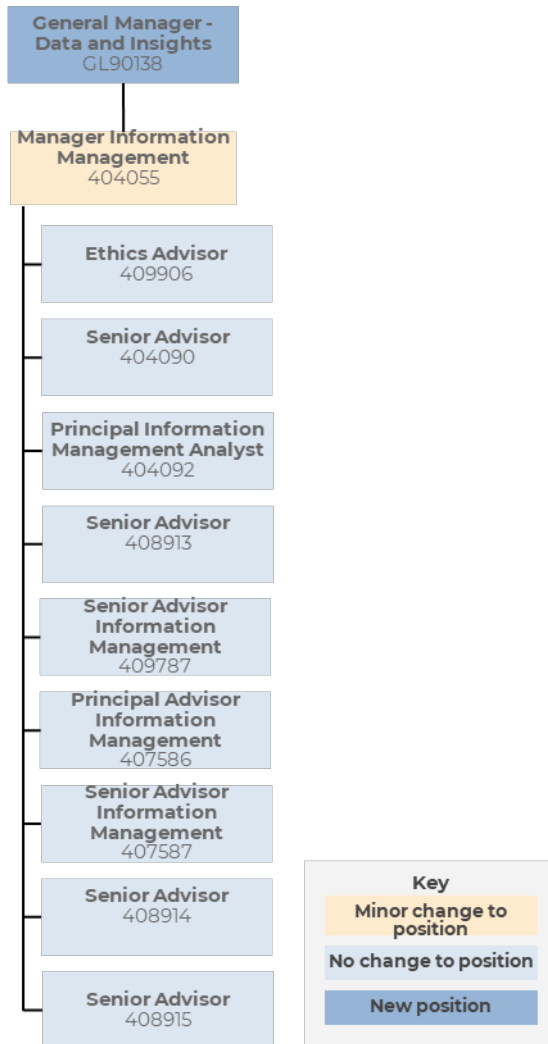 General Manager -
Data and Insights
GL90138
Manager Information
Management
404055
Ethics Advisor
409906
Senior Advisor
404090
Principal Information
Management Analyst
404092
Senior Advisor
408913
Senior Advisor
Information
Management
409787
Principal Advisor
Information
Management
407586
Senior Advisor
Information
Management
407587
Senior Advisor
408914
Senior Advisor
408915
Key
Minor change to
position
No change to position
New position